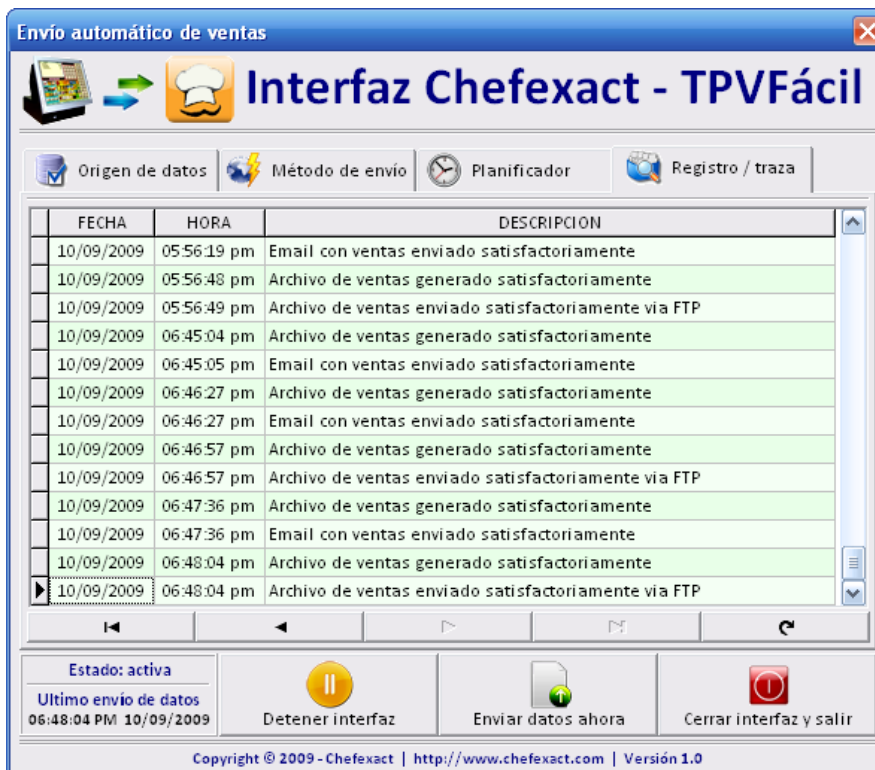 Envío automático de ventas
Interfaz Chefexact - TPVFácil
Origen de datos Método de envío Planificador Registro / traza
FECHA HORA DESCRIPCION
10/09/2009 05:56:19 pm Email con ventas enviado satisfactoriamente
10/09/2009 05:56:48 pm Archivo de ventas generado satisfactoriamente
10/09/2009 05:56:49 pm Archivo de ventas enviado satisfactoriamente via FTP
10/09/2009 06:45:04 pm Archivo de ventas generado satisfactoriamente
10/09/2009 06:45:05 pm Email con ventas enviado satisfactoriamente
10/09/2009 06:46:27 pm Archivo de ventas generado satisfactoriamente
10/09/2009 06:46:27 pm Email con ventas enviado satisfactoriamente
10/09/2009 06:46:57 pm Archivo de ventas generado satisfactoriamente
10/09/2009 06:46:57 pm Archivo de ventas enviado satisfactoriamente via FTP
10/09/2009 06:47:36 pm Archivo de ventas generado satisfactoriamente
10/09/2009 06:47:36 pm Email con ventas enviado satisfactoriamente
10/09/2009 06:48:04 pm Archivo de ventas generado satisfactoriamente
10/09/2009 06:48:04 pm Archivo de ventas enviado satisfactoriamente via FTP
Estado: activa
Ultimo envío de datos
06:48:04 PM 10/09/2009
Detener interfaz Enviar datos ahora Cerrar interfaz y salir
Copyright © 2009 - Chefexact | http://www.chefexact.com | Versión 1.0